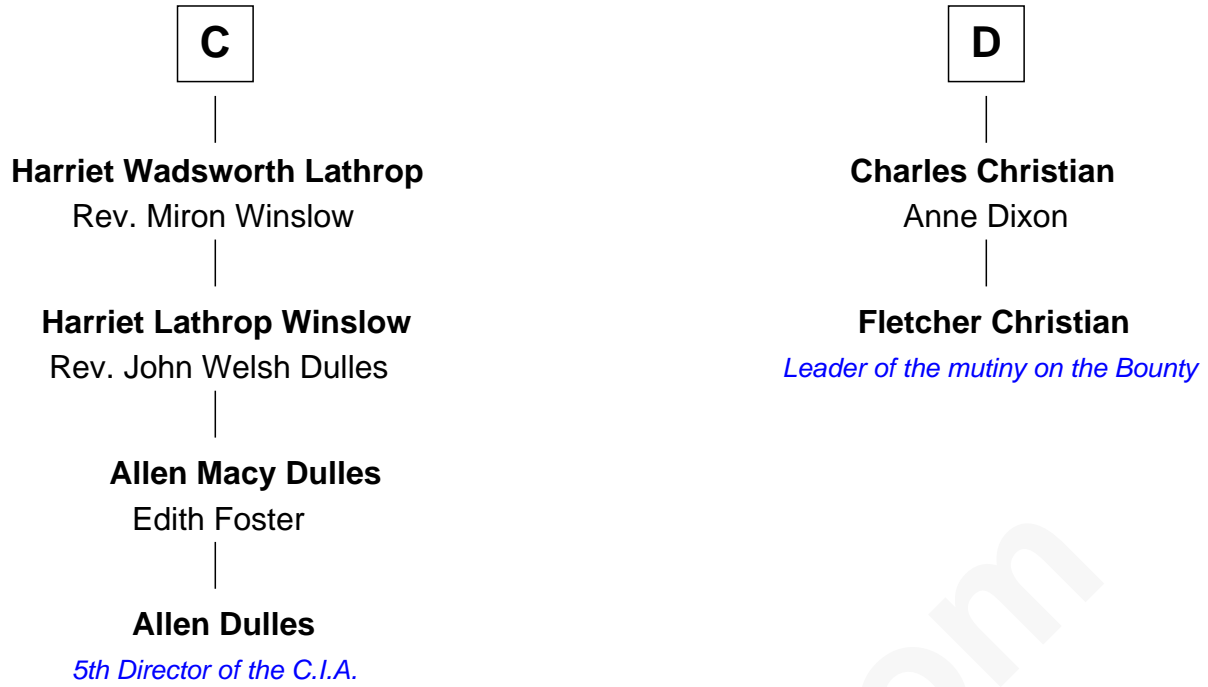 C
Harriet Wadsworth Lathrop
Rev. Miron Winslow
Harriet Lathrop Winslow
Rev. John Welsh Dulles
Allen Macy Dulles
Edith Foster
Allen Dulles
5th Director of the C.I.A.
D
Charles Christian
Anne Dixon
Fletcher Christian
Leader of the mutiny on the Bounty
om